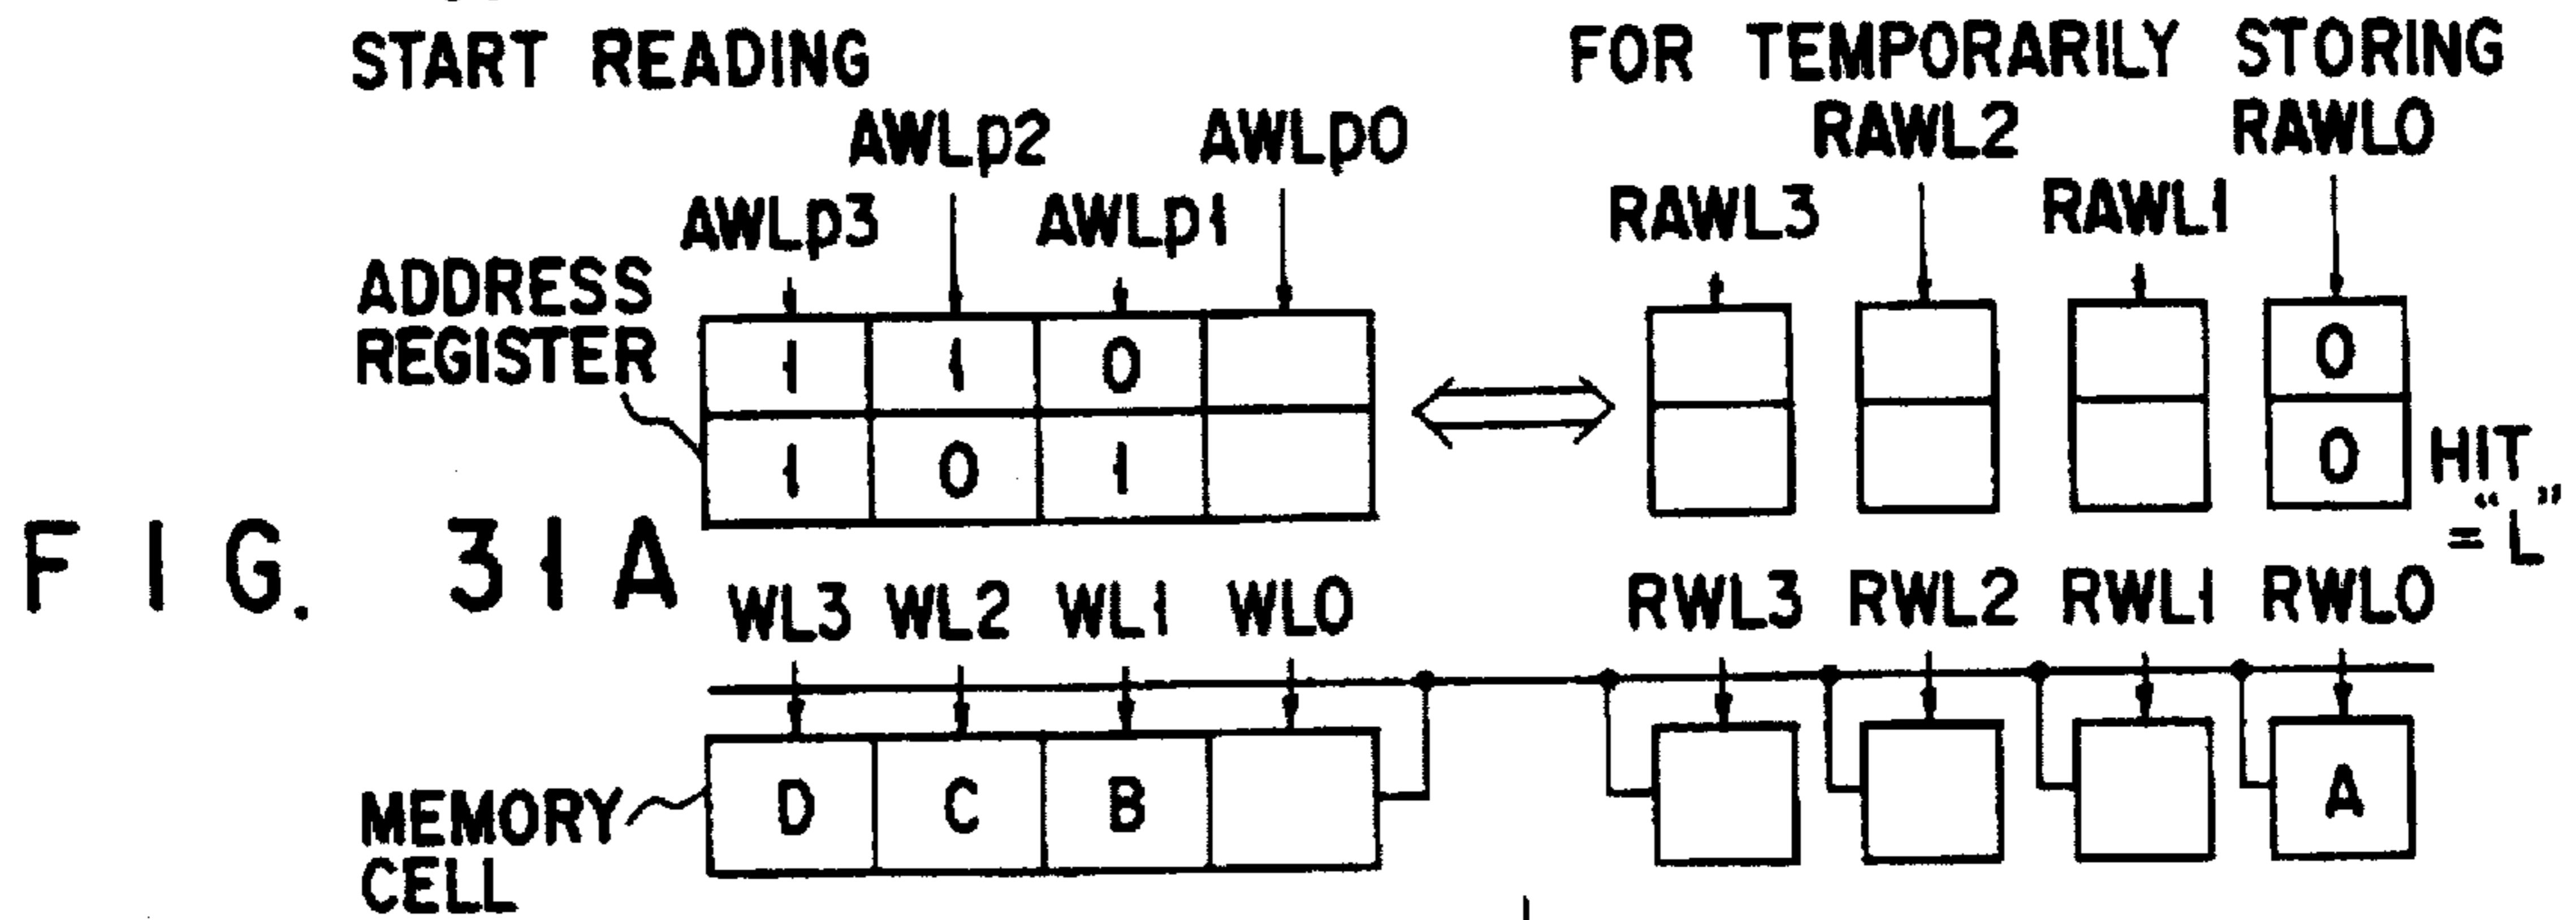 START READING
FOR TEMPORARILY STORING
AWLp2 AWLp0
RAWL2 RAWL0
AWLp3 AWLp1
RAWL3 RAWL1
ADDRESS
REGISTER
1 1 0
0
1 0 1
0
HIT
="L"
FIG. 31A
WL3 WL2 WL1 WL0
RWL3 RWL2 RWL1 RWL0
MEMORY
CELL
D C B
A